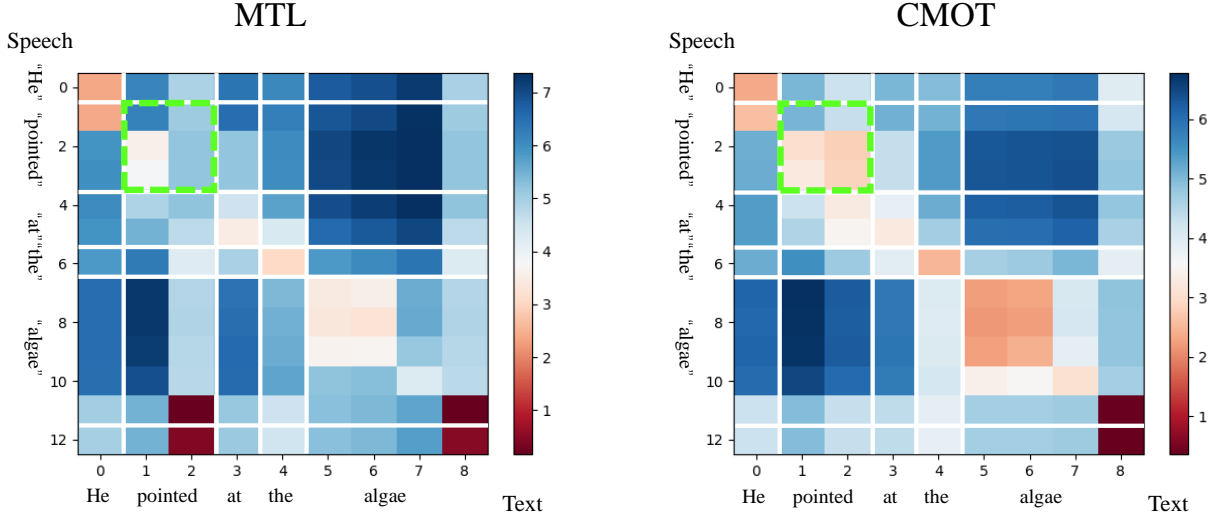 MTL
Speech
“He” “pointed” “at” “the” “algae”
0
2
4
6
8
10
12
0 1 2 3 4 5 6 7 8
He pointed at the algae
Text
7
6
5
4
3
2
1
CMOT
Speech
“He” “pointed” “at” “the” “algae”
0
2
4
6
8
10
12
0 1 2 3 4 5 6 7 8
He pointed at the algae
Text
6
5
4
3
2
1